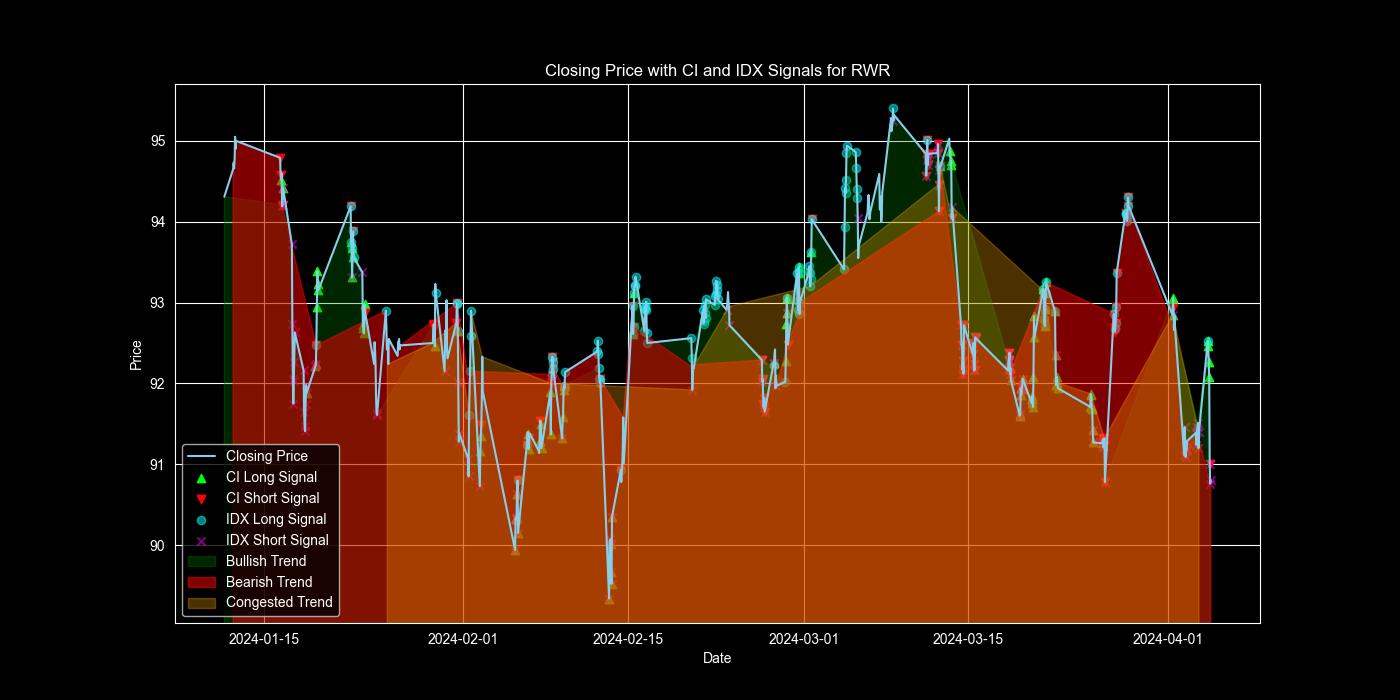 Closing Price with CI and IDX Signals for RWR
Price
95
94
93
92
91
90
Closing Price
CI Long Signal
CI Short Signal
IDX Long Signal
IDX Short Signal
Bullish Trend
Bearish Trend
Congested Trend
2024-01-15
2024-02-01
2024-02-15
2024-03-01
2024-03-15
2024-04-01
Date